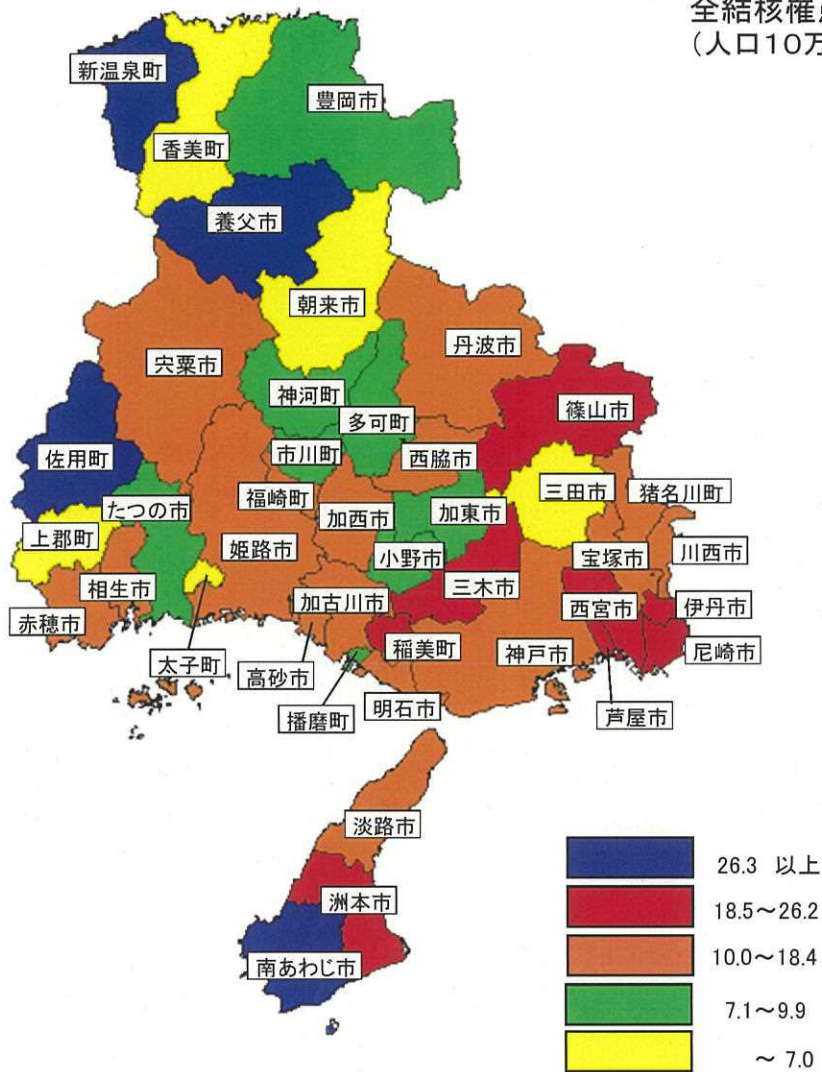 全結核罹
(人口10万
新温泉町
豊岡市
香美町
養父市
朝来市
丹波市
宍粟市
神河町
多可町
篠山市
市川町
西脇市
佐用町
福崎町
三田市
猪名川町
たつの市
加西市
加東市
上郡町
姫路市
小野市
宝塚市
川西市
相生市
三木市
加古川市
西宮市
伊丹市
赤穂市
稲美町
神戸市
尼崎市
太子町
高砂市
播磨町
明石市
芦屋市
淡路市
洲本市
南あわじ市
26.3 以上
18.5～26.2
10.0～18.4
7.1～9.9
～ 7.0